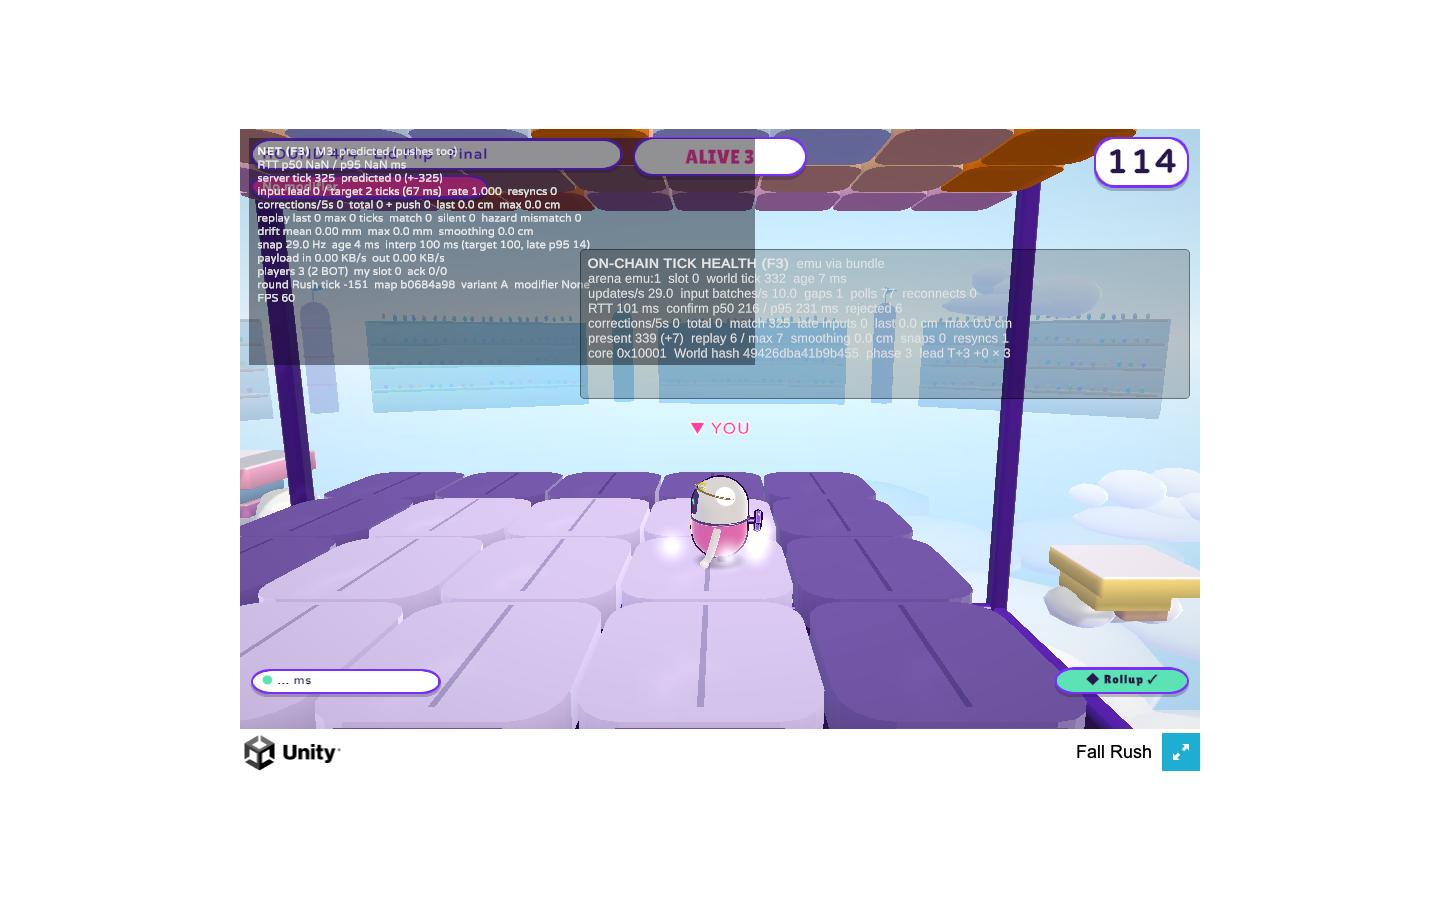 NET (F3) M3: predicted (pushes too)
Final
RTT p50 NaN / p95 NaN ms
server tick 325 predicted 0 (+-325)
No modifier
input lead 0 / target 2 ticks (67 ms) rate 1.000 resyncs 0
corrections/5s 0 total 0 + push 0 last 0.0 cm max 0.0 cm
replay last 0 max 0 ticks match 0 silent 0 hazard mismatch 0
drift mean 0.00 mm max 0.0 mm smoothing 0.0 cm
snap 29.0 Hz age 4 ms interp 100 ms (target 100, late p95 14)
payload in 0.00 KB/s out 0.00 KB/s
players 3 (2 BOT) my slot 0 ack 0/0
round Rush tick -151 map b0684a98 variant A modifier None
FPS 60
ALIVE 3
114
ON-CHAIN TICK HEALTH (F3) emu via bundle
arena emu:1 slot 0 world tick 332 age 7 ms
updates/s 29.0 input batches/s 10.0 gaps 1 polls 77 reconnects 0
RTT 101 ms confirm p50 216 / p95 231 ms rejected 6
corrections/5s 0 total 0 match 325 late inputs 0 last 0.0 cm max 0.0 cm
present 339 (+7) replay 6 / max 7 smoothing 0.0 cm snaps 0 resyncs 1
core 0x10001 World hash 49426dba41b9b455 phase 3 lead T+3 +0 × 3
▼ YOU
... ms
◆ Rollup ✓
Unity
Fall Rush